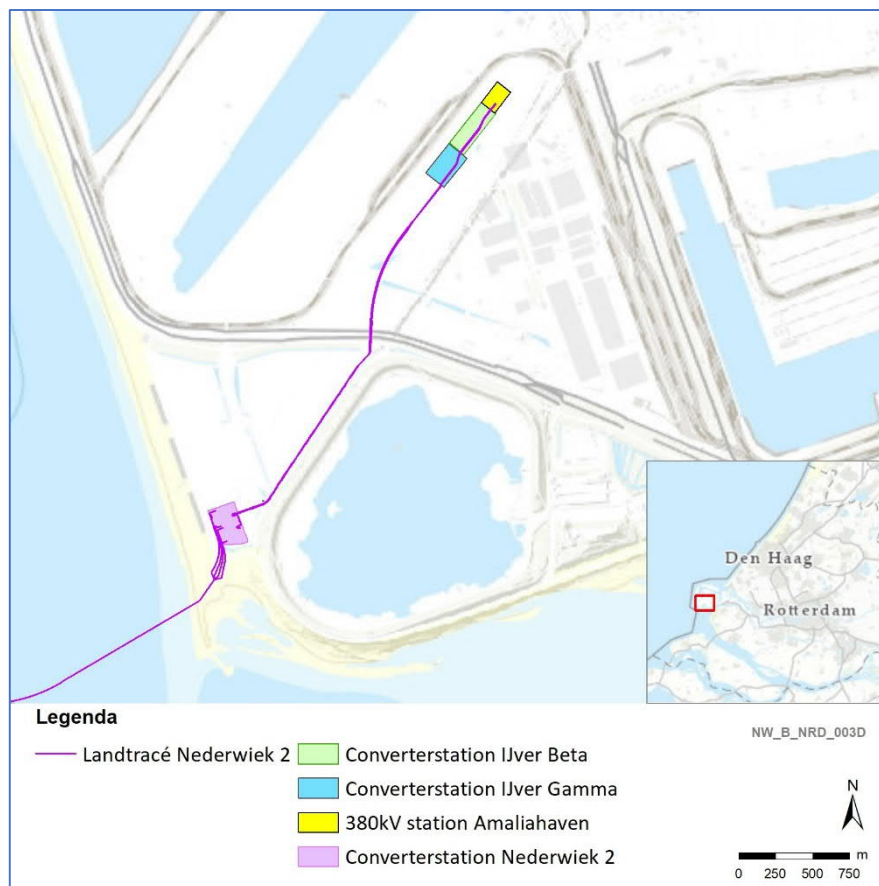 Den Haag
Rotterdam
Legenda
NW_B_NRD_003D
Landtracé Nederwiek 2
Converterstation IJver Beta
Converterstation IJver Gamma
380kV station Amaliahaven
Converterstation Nederwiek 2
N
m
0 250 500 750